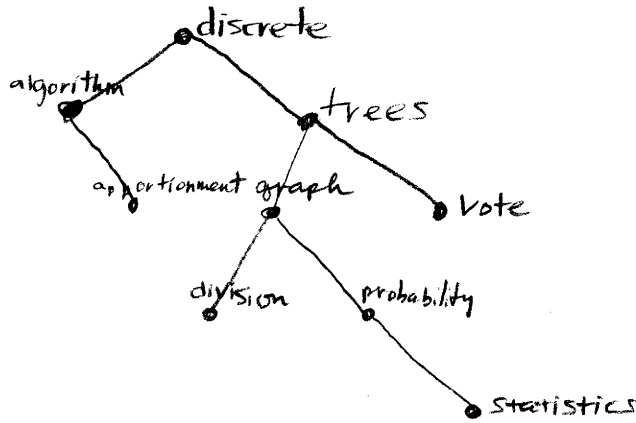 discrete
algorithm
trees
apportionment graph
vote
division
probability
statistics